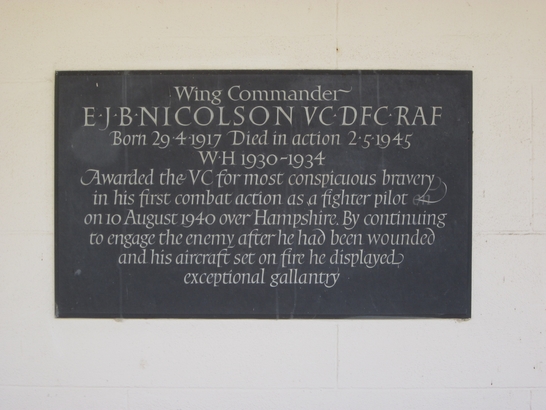 Wing Commander
E·J·B·NICOLSON VC·DFC·RAF
Born 29·4·1917 Died in action 2·5·1945
W·H 1930-1934
Awarded the VC for most conspicuous bravery
in his first combat action as a fighter pilot
on 10 August 1940 over Hampshire. By continuing
to engage the enemy after he had been wounded
and his aircraft set on fire he displayed
exceptional gallantry